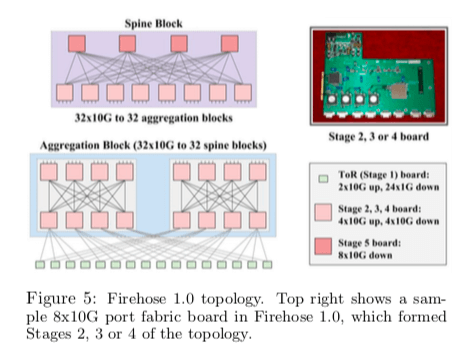 Spine Block
32x10G to 32 aggregation blocks
Stage 2, 3 or 4 board
Aggregation Block (32x10G to 32 spine blocks)
ToR (Stage 1) board:
2x10G up, 24x1G down
Stage 2, 3, 4 board:
4x10G up, 4x10G down
Stage 5 board:
8x10G down
Figure 5: Firehose 1.0 topology. Top right shows a sam-
ple 8x10G port fabric board in Firehose 1.0, which formed
Stages 2, 3 or 4 of the topology.